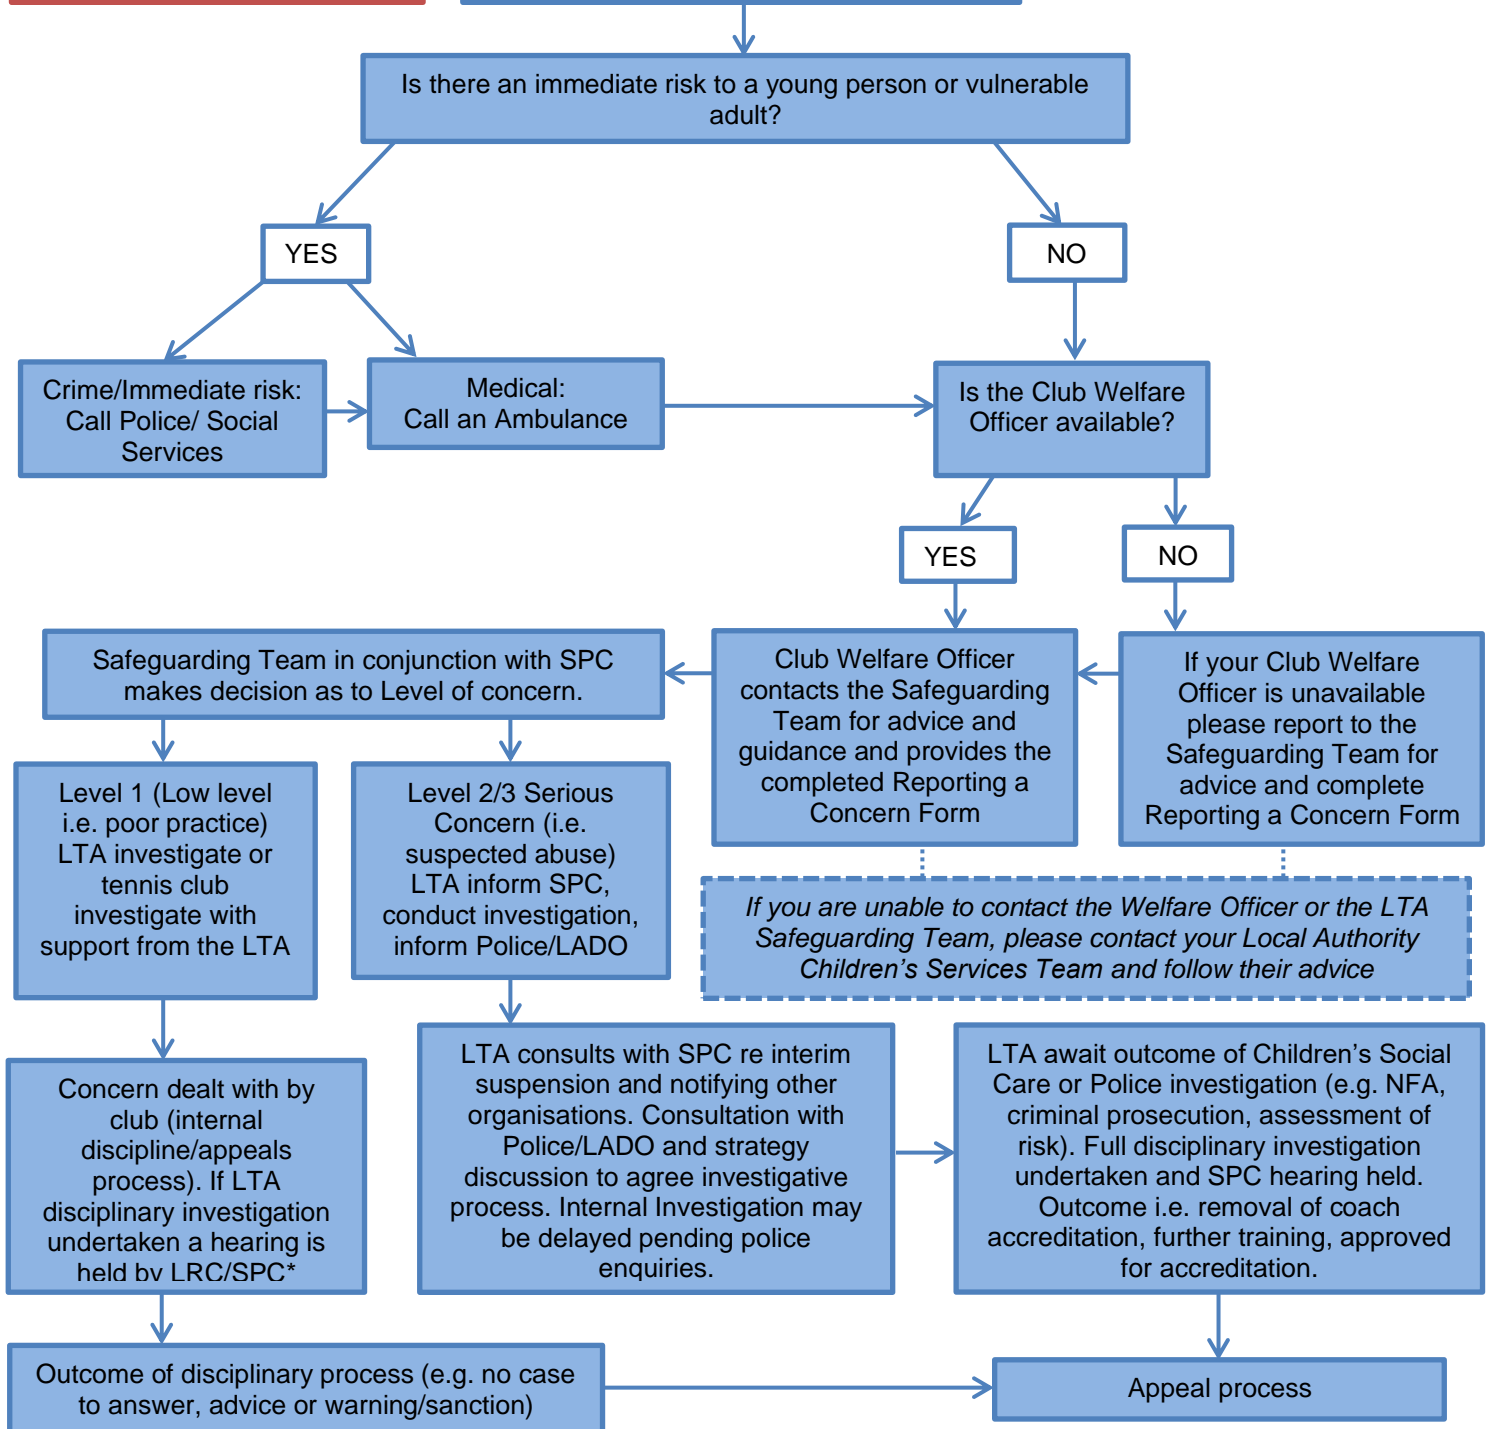 Is there an immediate risk to a young person or vulnerable
adult?
YES
NO
Crime/Immediate risk:
Call Police/ Social
Services
Medical:
Call an Ambulance
Is the Club Welfare
Officer available?
YES
NO
Safeguarding Team in conjunction with SPC
makes decision as to Level of concern.
Club Welfare Officer
contacts the Safeguarding
Team for advice and
guidance and provides the
completed Reporting a
Concern Form
If your Club Welfare
Officer is unavailable
please report to the
Safeguarding Team for
advice and complete
Reporting a Concern Form
Level 1 (Low level
i.e. poor practice)
LTA investigate or
tennis club
investigate with
support from the LTA
Level 2/3 Serious
Concern (i.e.
suspected abuse)
LTA inform SPC,
conduct investigation,
inform Police/LADO
If you are unable to contact the Welfare Officer or the LTA
Safeguarding Team, please contact your Local Authority
Children’s Services Team and follow their advice
Concern dealt with by
club (internal
discipline/appeals
process). If LTA
disciplinary investigation
undertaken a hearing is
held by LRC/SPC*
LTA consults with SPC re interim
suspension and notifying other
organisations. Consultation with
Police/LADO and strategy
discussion to agree investigative
process. Internal Investigation may
be delayed pending police
enquiries.
LTA await outcome of Children’s Social
Care or Police investigation (e.g. NFA,
criminal prosecution, assessment of
risk). Full disciplinary investigation
undertaken and SPC hearing held.
Outcome i.e. removal of coach
accreditation, further training, approved
for accreditation.
Outcome of disciplinary process (e.g. no case
to answer, advice or warning/sanction)
Appeal process